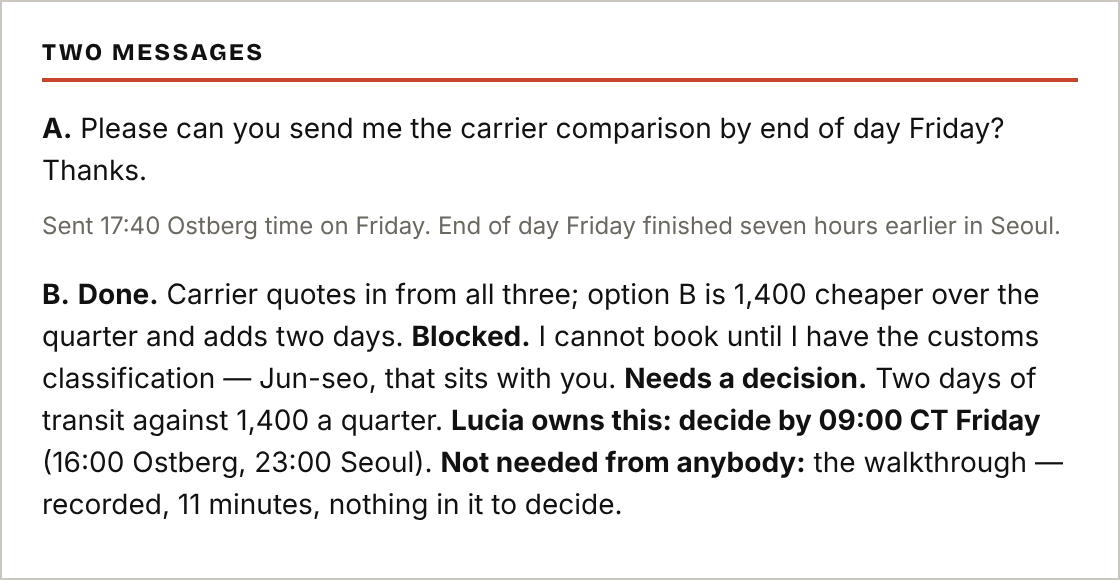 TWO MESSAGES
A. Please can you send me the carrier comparison by end of day Friday?
Thanks.
Sent 17:40 Ostberg time on Friday. End of day Friday finished seven hours earlier in Seoul.
B. Done. Carrier quotes in from all three; option B is 1,400 cheaper over the
quarter and adds two days. Blocked. I cannot book until I have the customs
classification — Jun-seo, that sits with you. Needs a decision. Two days of
transit against 1,400 a quarter. Lucia owns this: decide by 09:00 CT Friday
(16:00 Ostberg, 23:00 Seoul). Not needed from anybody: the walkthrough —
recorded, 11 minutes, nothing in it to decide.